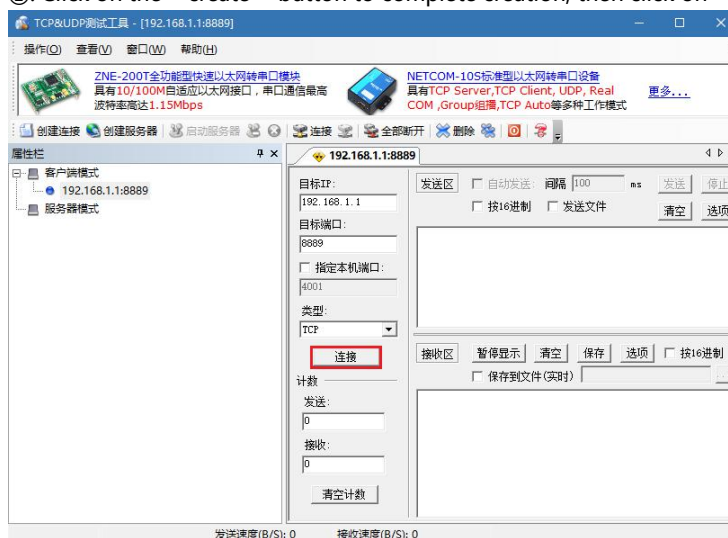 TCP&UDP测试工具 - [192.168.1.1:8889]
操作(O) 查看(V) 窗口(W) 帮助(H)
ZNE-200T全功能型快速以太网转串口模块
具有10/100M自适应以太网接口，串口通信最高
波特率高达1.15Mbps
NETCOM-10S标准型以太网转串口设备
具有TCP Server,TCP Client, UDP, Real
COM ,Group组播,TCP Auto等多种工作模式
更多...
创建连接 创建服务器 启动服务器 连接 全部断开 删除
属性栏
客户端模式
192.168.1.1:8889
服务器模式
192.168.1.1:8889
目标IP:
192.168.1.1
目标端口:
8889
指定本机端口:
4001
类型:
TCP
连接
计数
发送:
0
接收:
0
清空计数
发送区 自动发送: 间隔 100 ms 发送 停止
按16进制 发送文件 清空 选项
接收区 暂停显示 清空 保存 选项 按16进制
保存到文件(实时)
发送速度(B/S): 0 接收速度(B/S): 0